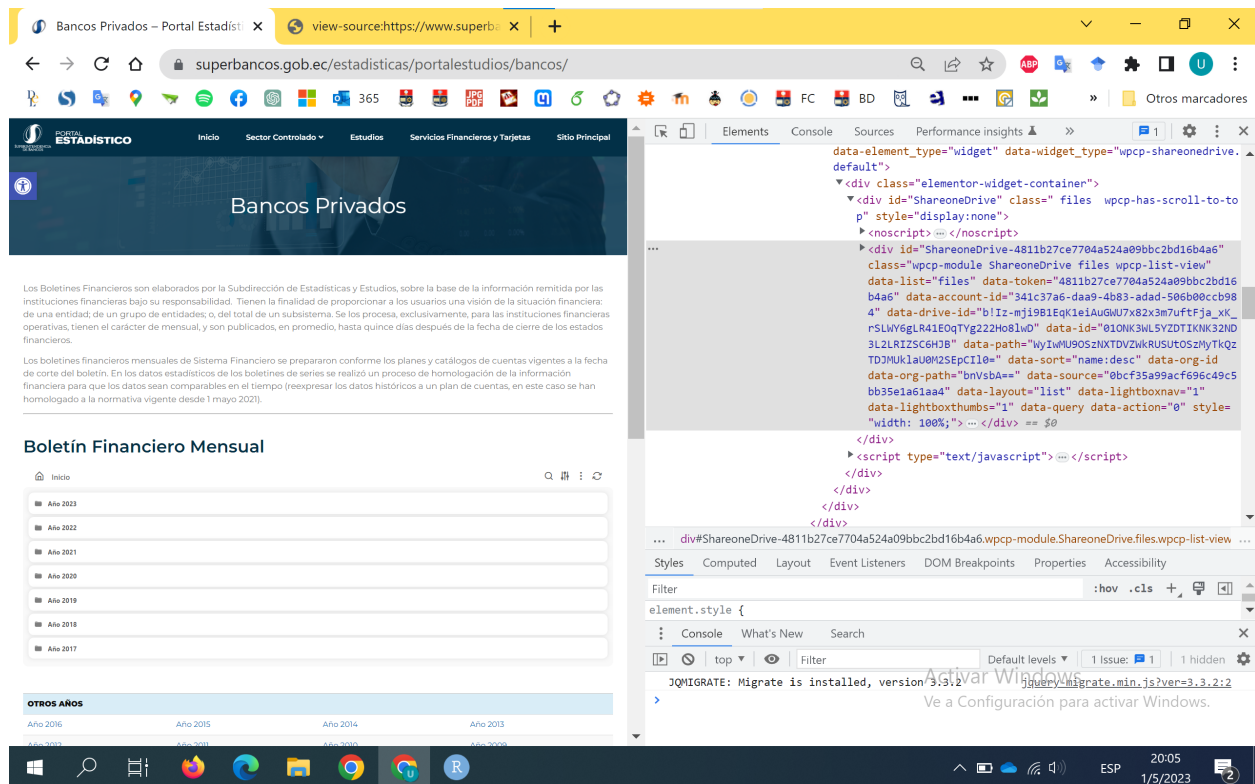 Bancos Privados – Portal Estadísti
view-source:https://www.superba
superbancos.gob.ec/estadisticas/portalestudios/bancos/
ABP
U
365
JPG
PDF
FC
BD
»
Otros marcadores
PORTAL
ESTADÍSTICO
Inicio
Sector Controlado
Estudios
Servicios Financieros y Tarjetas
Sitio Principal
Bancos Privados
Los Boletines Financieros son elaborados por la Subdirección de Estadísticas y Estudios, sobre la base de la información remitida por las
instituciones financieras bajo su responsabilidad. Tienen la finalidad de proporcionar a los usuarios una visión de la situación financiera:
de una entidad; de un grupo de entidades; o, del total de un subsistema. Se los procesa, exclusivamente, para las instituciones financieras
operativas, tienen el carácter de mensual, y son publicados, en promedio, hasta quince días después de la fecha de cierre de los estados
financieros.
Los boletines financieros mensuales de Sistema Financiero se prepararon conforme los planes y catálogos de cuentas vigentes a la fecha
de corte del boletín. En los datos estadísticos de los boletines de series se realizó un proceso de homologación de la información
financiera para que los datos sean comparables en el tiempo (reexpresar los datos históricos a un plan de cuentas, en este caso se han
homologado a la normativa vigente desde 1 mayo 2021).
Boletín Financiero Mensual
Inicio
Año 2023
Año 2022
Año 2021
Año 2020
Año 2019
Año 2018
Año 2017
OTROS AÑOS
Año 2016
Año 2015
Año 2014
Año 2013
Año 2012
Año 2011
Año 2010
Año 2009
Elements
Console
Sources
Performance insights
»
1
data-element_type="widget" data-widget_type="wpcp-shareonedrive.
default">
<div class="elementor-widget-container">
<div id="ShareoneDrive" class=" files  wpcp-has-scroll-to-to
p" style="display:none">
<noscript>…</noscript>
<div id="ShareoneDrive-4811b27ce7704a524a09bbc2bd16b4a6"
class="wpcp-module ShareoneDrive files wpcp-list-view"
data-list="files" data-token="4811b27ce7704a524a09bbc2bd16
b4a6" data-account-id="341c37a6-daa9-4b83-adad-506b00ccb98
4" data-drive-id="b!Iz-mji9B1EqK1eiAuGWU7x82x3m7uftFja_xK_
rSLWY6gLR41EOqTYg222Ho8lwD" data-id="01ONK3WL5YZDTIKNK32ND
3L2LRIZSC6HJB" data-path="WyIwMU9OSzNXTDVZWkRUSUtOSzMyTkQz
TDJMUklaU0M2SEpCIl0=" data-sort="name:desc" data-org-id
data-org-path="bnVsbA==" data-source="0bcf35a99acf696c49c5
bb35e1a61aa4" data-layout="list" data-lightboxnav="1"
data-lightboxthumbs="1" data-query data-action="0" style=
"width: 100%;">…</div> == $0
</div>
<script type="text/javascript">…</script>
</div>
</div>
</div>
</div>
… div#ShareoneDrive-4811b27ce7704a524a09bbc2bd16b4a6.wpcp-module.ShareoneDrive.files.wpcp-list-view …
Styles
Computed
Layout
Event Listeners
DOM Breakpoints
Properties
Accessibility
Filter
:hov .cls +
element.style {
Console
What's New
Search
top
Filter
Default levels
1 Issue: 1
1 hidden
JQMIGRATE: Migrate is installed, version 3.3.2
jquery-migrate.min.js?ver=3.3.2:2
Activar Windows
Ve a Configuración para activar Windows.
R
ESP
20:05
1/5/2023
2